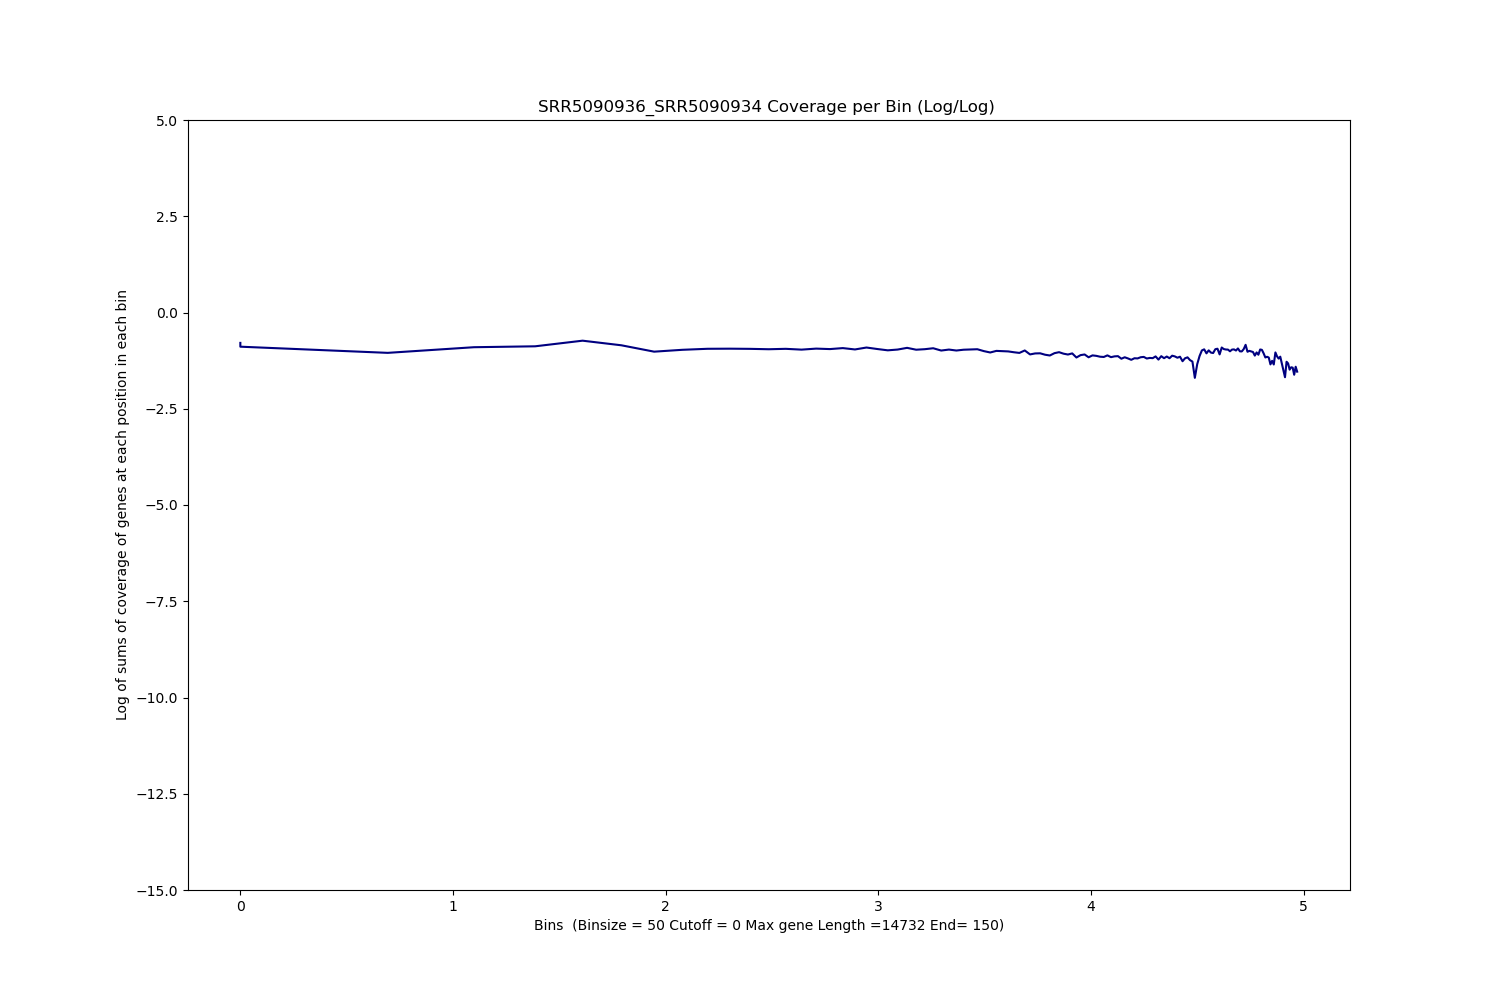 SRR5090936_SRR5090934 Coverage per Bin (Log/Log)
5.0
2.5
0.0
−2.5
−5.0
−7.5
−10.0
−12.5
−15.0
Log of sums of coverage of genes at each position in each bin
0 1 2 3 4 5
Bins  (Binsize = 50 Cutoff = 0 Max gene Length =14732 End= 150)